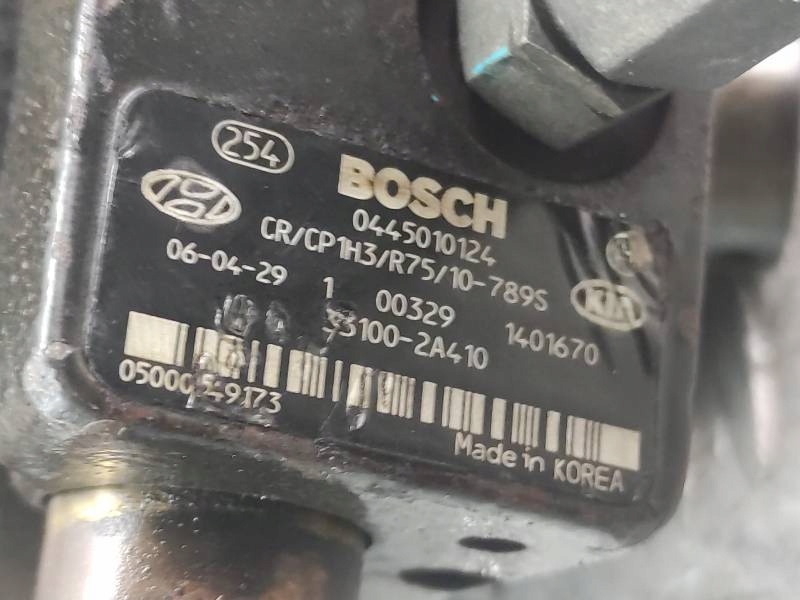 254
BOSCH
0445010124
CR/CP1H3/R75/10-789S
KIA
06-04-29 1 00329 1401670
3100-2A410
Made in KOREA